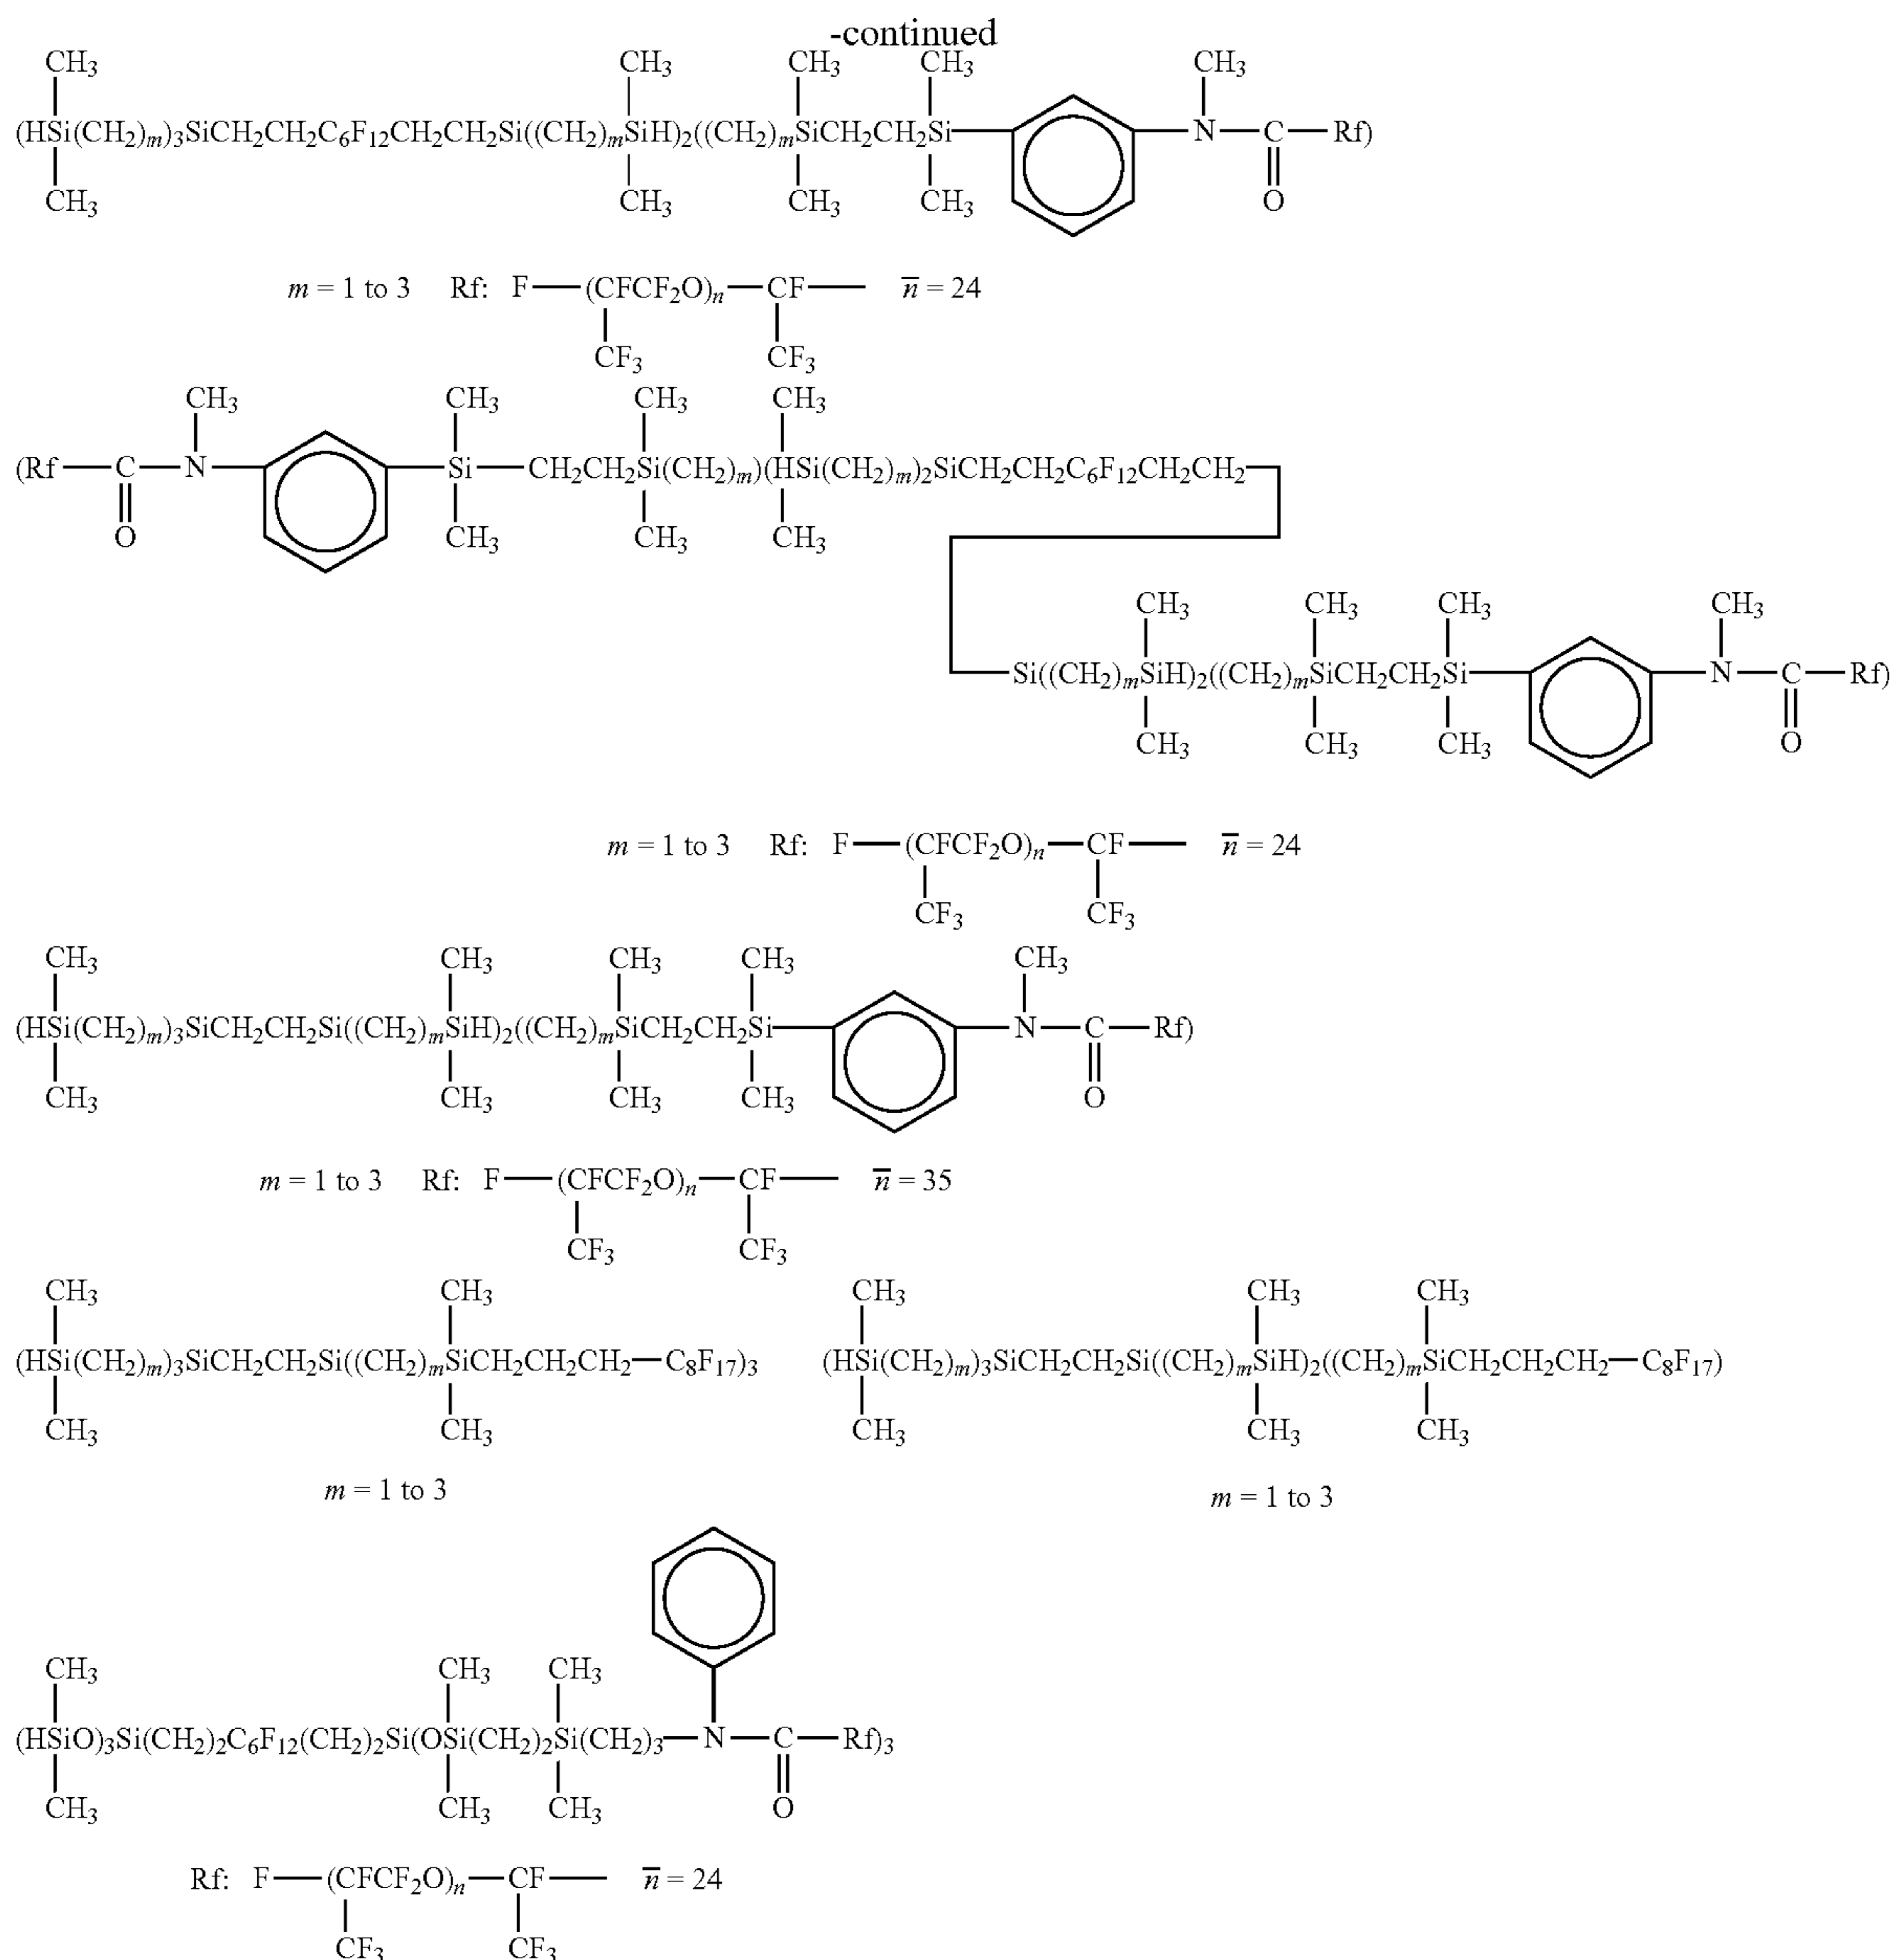 -continued
CH₃ CH₃ CH₃ CH₃ CH₃
(HSi(CH₂)ₘ)₃SiCH₂CH₂C₆F₁₂CH₂CH₂Si((CH₂)ₘSiH)₂((CH₂)ₘSiCH₂CH₂Si N C Rf)
CH₃ CH₃ CH₃ CH₃ O
m = 1 to 3 Rf: F (CFCF₂O)ₙ CF n̅ = 24
CF₃ CF₃
CH₃ CH₃ CH₃ CH₃
(Rf C N Si CH₂CH₂Si(CH₂)ₘ)(HSi(CH₂)ₘ)₂SiCH₂CH₂C₆F₁₂CH₂CH₂
O CH₃ CH₃ CH₃
CH₃ CH₃ CH₃ CH₃
Si((CH₂)ₘSiH)₂((CH₂)ₘSiCH₂CH₂Si N C Rf)
CH₃ CH₃ CH₃ O
m = 1 to 3 Rf: F (CFCF₂O)ₙ CF n̅ = 24
CF₃ CF₃
CH₃ CH₃ CH₃ CH₃ CH₃
(HSi(CH₂)ₘ)₃SiCH₂CH₂Si((CH₂)ₘSiH)₂((CH₂)ₘSiCH₂CH₂Si N C Rf)
CH₃ CH₃ CH₃ CH₃ O
m = 1 to 3 Rf: F (CFCF₂O)ₙ CF n̅ = 35
CF₃ CF₃
CH₃ CH₃ CH₃ CH₃ CH₃
(HSi(CH₂)ₘ)₃SiCH₂CH₂Si((CH₂)ₘSiCH₂CH₂CH₂—C₈F₁₇)₃ (HSi(CH₂)ₘ)₃SiCH₂CH₂Si((CH₂)ₘSiH)₂((CH₂)ₘSiCH₂CH₂CH₂—C₈F₁₇)
CH₃ CH₃ CH₃ CH₃ CH₃
m = 1 to 3 m = 1 to 3
CH₃ CH₃ CH₃
(HSiO)₃Si(CH₂)₂C₆F₁₂(CH₂)₂Si(OSi(CH₂)₂Si(CH₂)₃ N C Rf)₃
CH₃ CH₃ CH₃ O
Rf: F (CFCF₂O)ₙ CF n̅ = 24
CF₃ CF₃